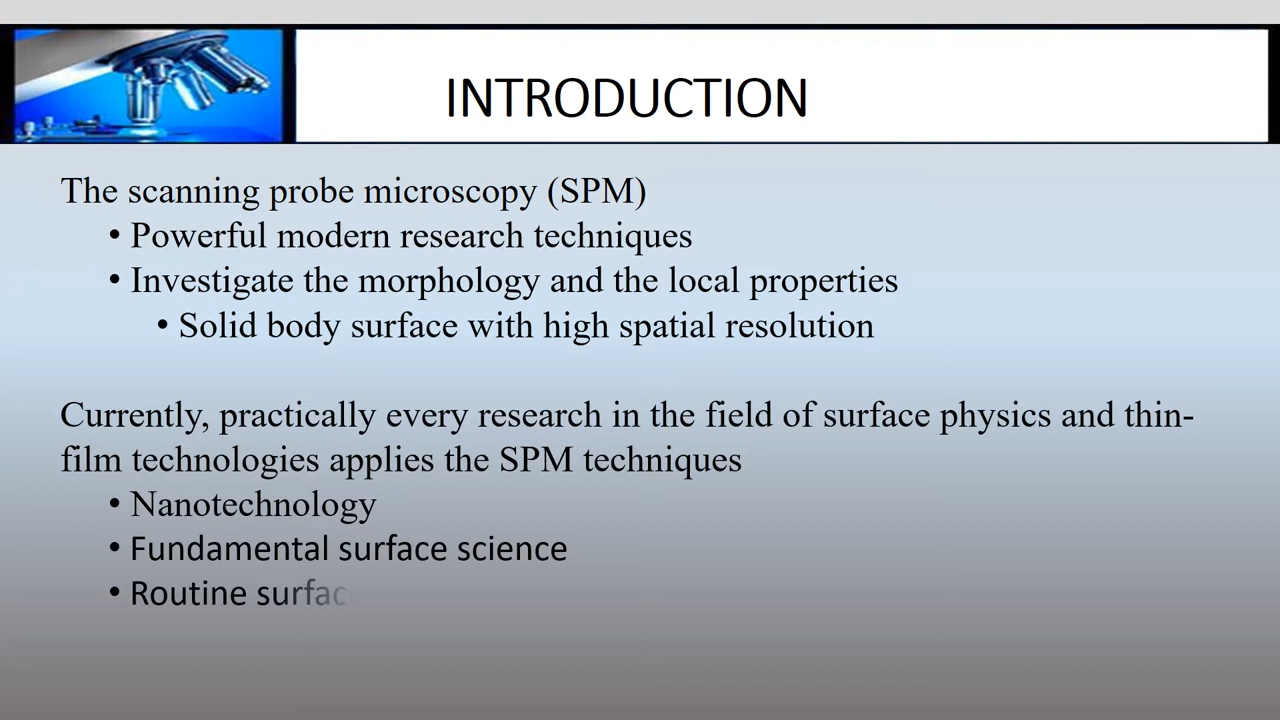 INTRODUCTION
The scanning probe microscopy (SPM)
• Powerful modern research techniques
• Investigate the morphology and the local properties
• Solid body surface with high spatial resolution
Currently, practically every research in the field of surface physics and thin-
film technologies applies the SPM techniques
• Nanotechnology
• Fundamental surface science
• Routine